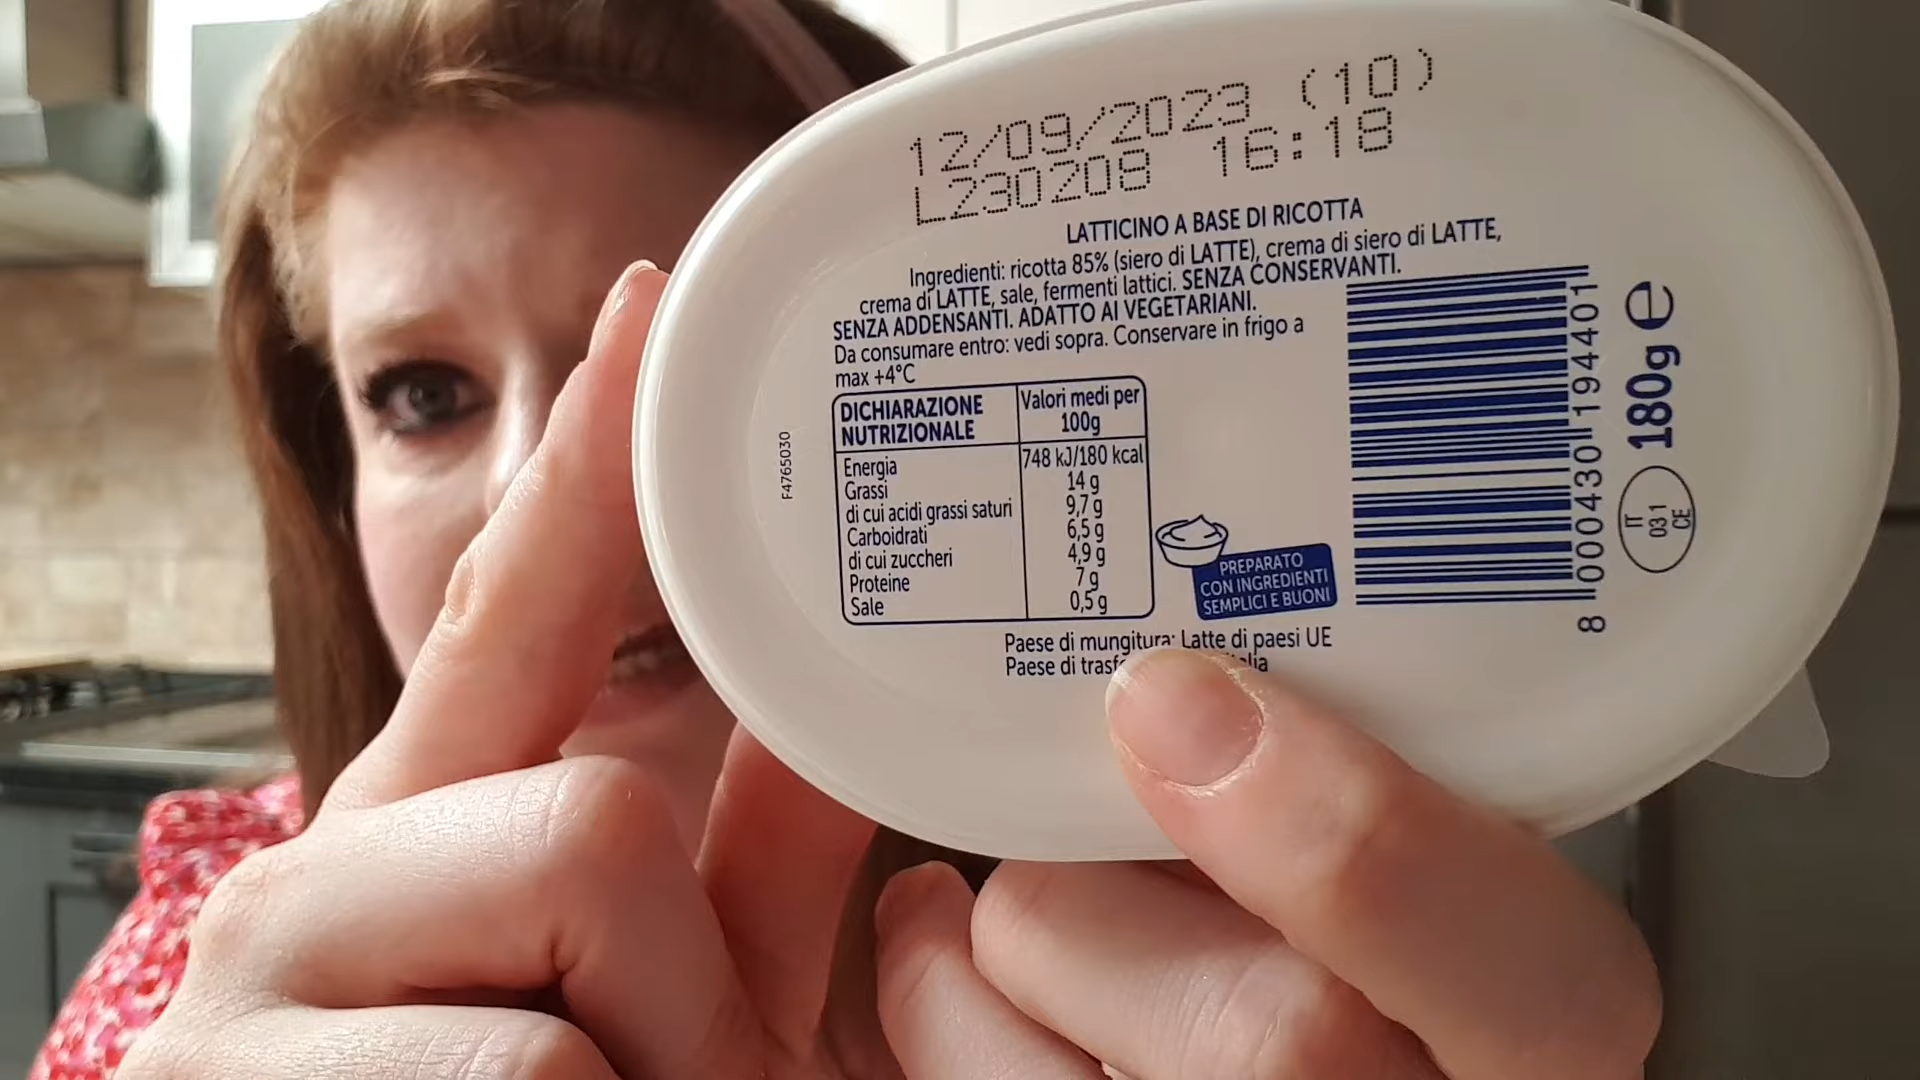 12/09/2023 (10)
L230208 16:18
LATTICINO A BASE DI RICOTTA
Ingredienti: ricotta 85% (siero di LATTE), crema di siero di LATTE,
crema di LATTE, sale, fermenti lattici. SENZA CONSERVANTI.
SENZA ADDENSANTI. ADATTO AI VEGETARIANI.
Da consumare entro: vedi sopra. Conservare in frigo a
max +4°C
DICHIARAZIONE
NUTRIZIONALE
Valori medi per
100g
Energia 748 kJ/180 kcal
Grassi 14 g
di cui acidi grassi saturi 9,7 g
Carboidrati 6,5 g
di cui zuccheri 4,9 g
Proteine 7 g
Sale 0,5 g
F4765030
PREPARATO
CON INGREDIENTI
SEMPLICI E BUONI
Paese di mungitura: Latte di paesi UE
Paese di
8 000430 194401
180g e
IT
031
CE